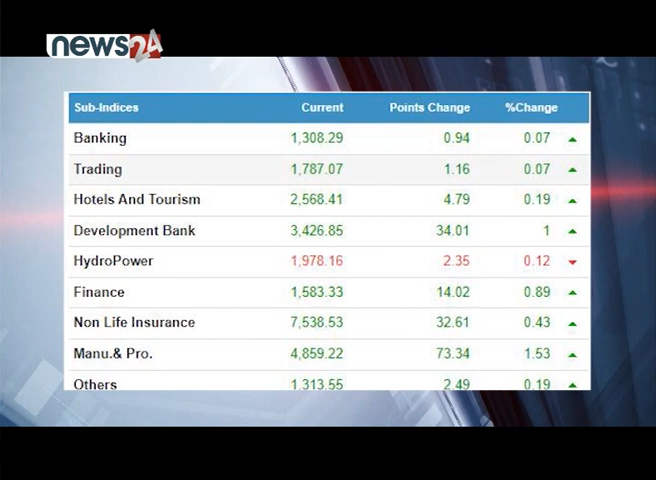 news24
Sub-Indices Current Points Change %Change
Banking 1,308.29 0.94 0.07
Trading 1,787.07 1.16 0.07
Hotels And Tourism 2,568.41 4.79 0.19
Development Bank 3,426.85 34.01 1
HydroPower 1,978.16 2.35 0.12
Finance 1,583.33 14.02 0.89
Non Life Insurance 7,538.53 32.61 0.43
Manu.& Pro. 4,859.22 73.34 1.53
Others 1,313.55 2.49 0.19